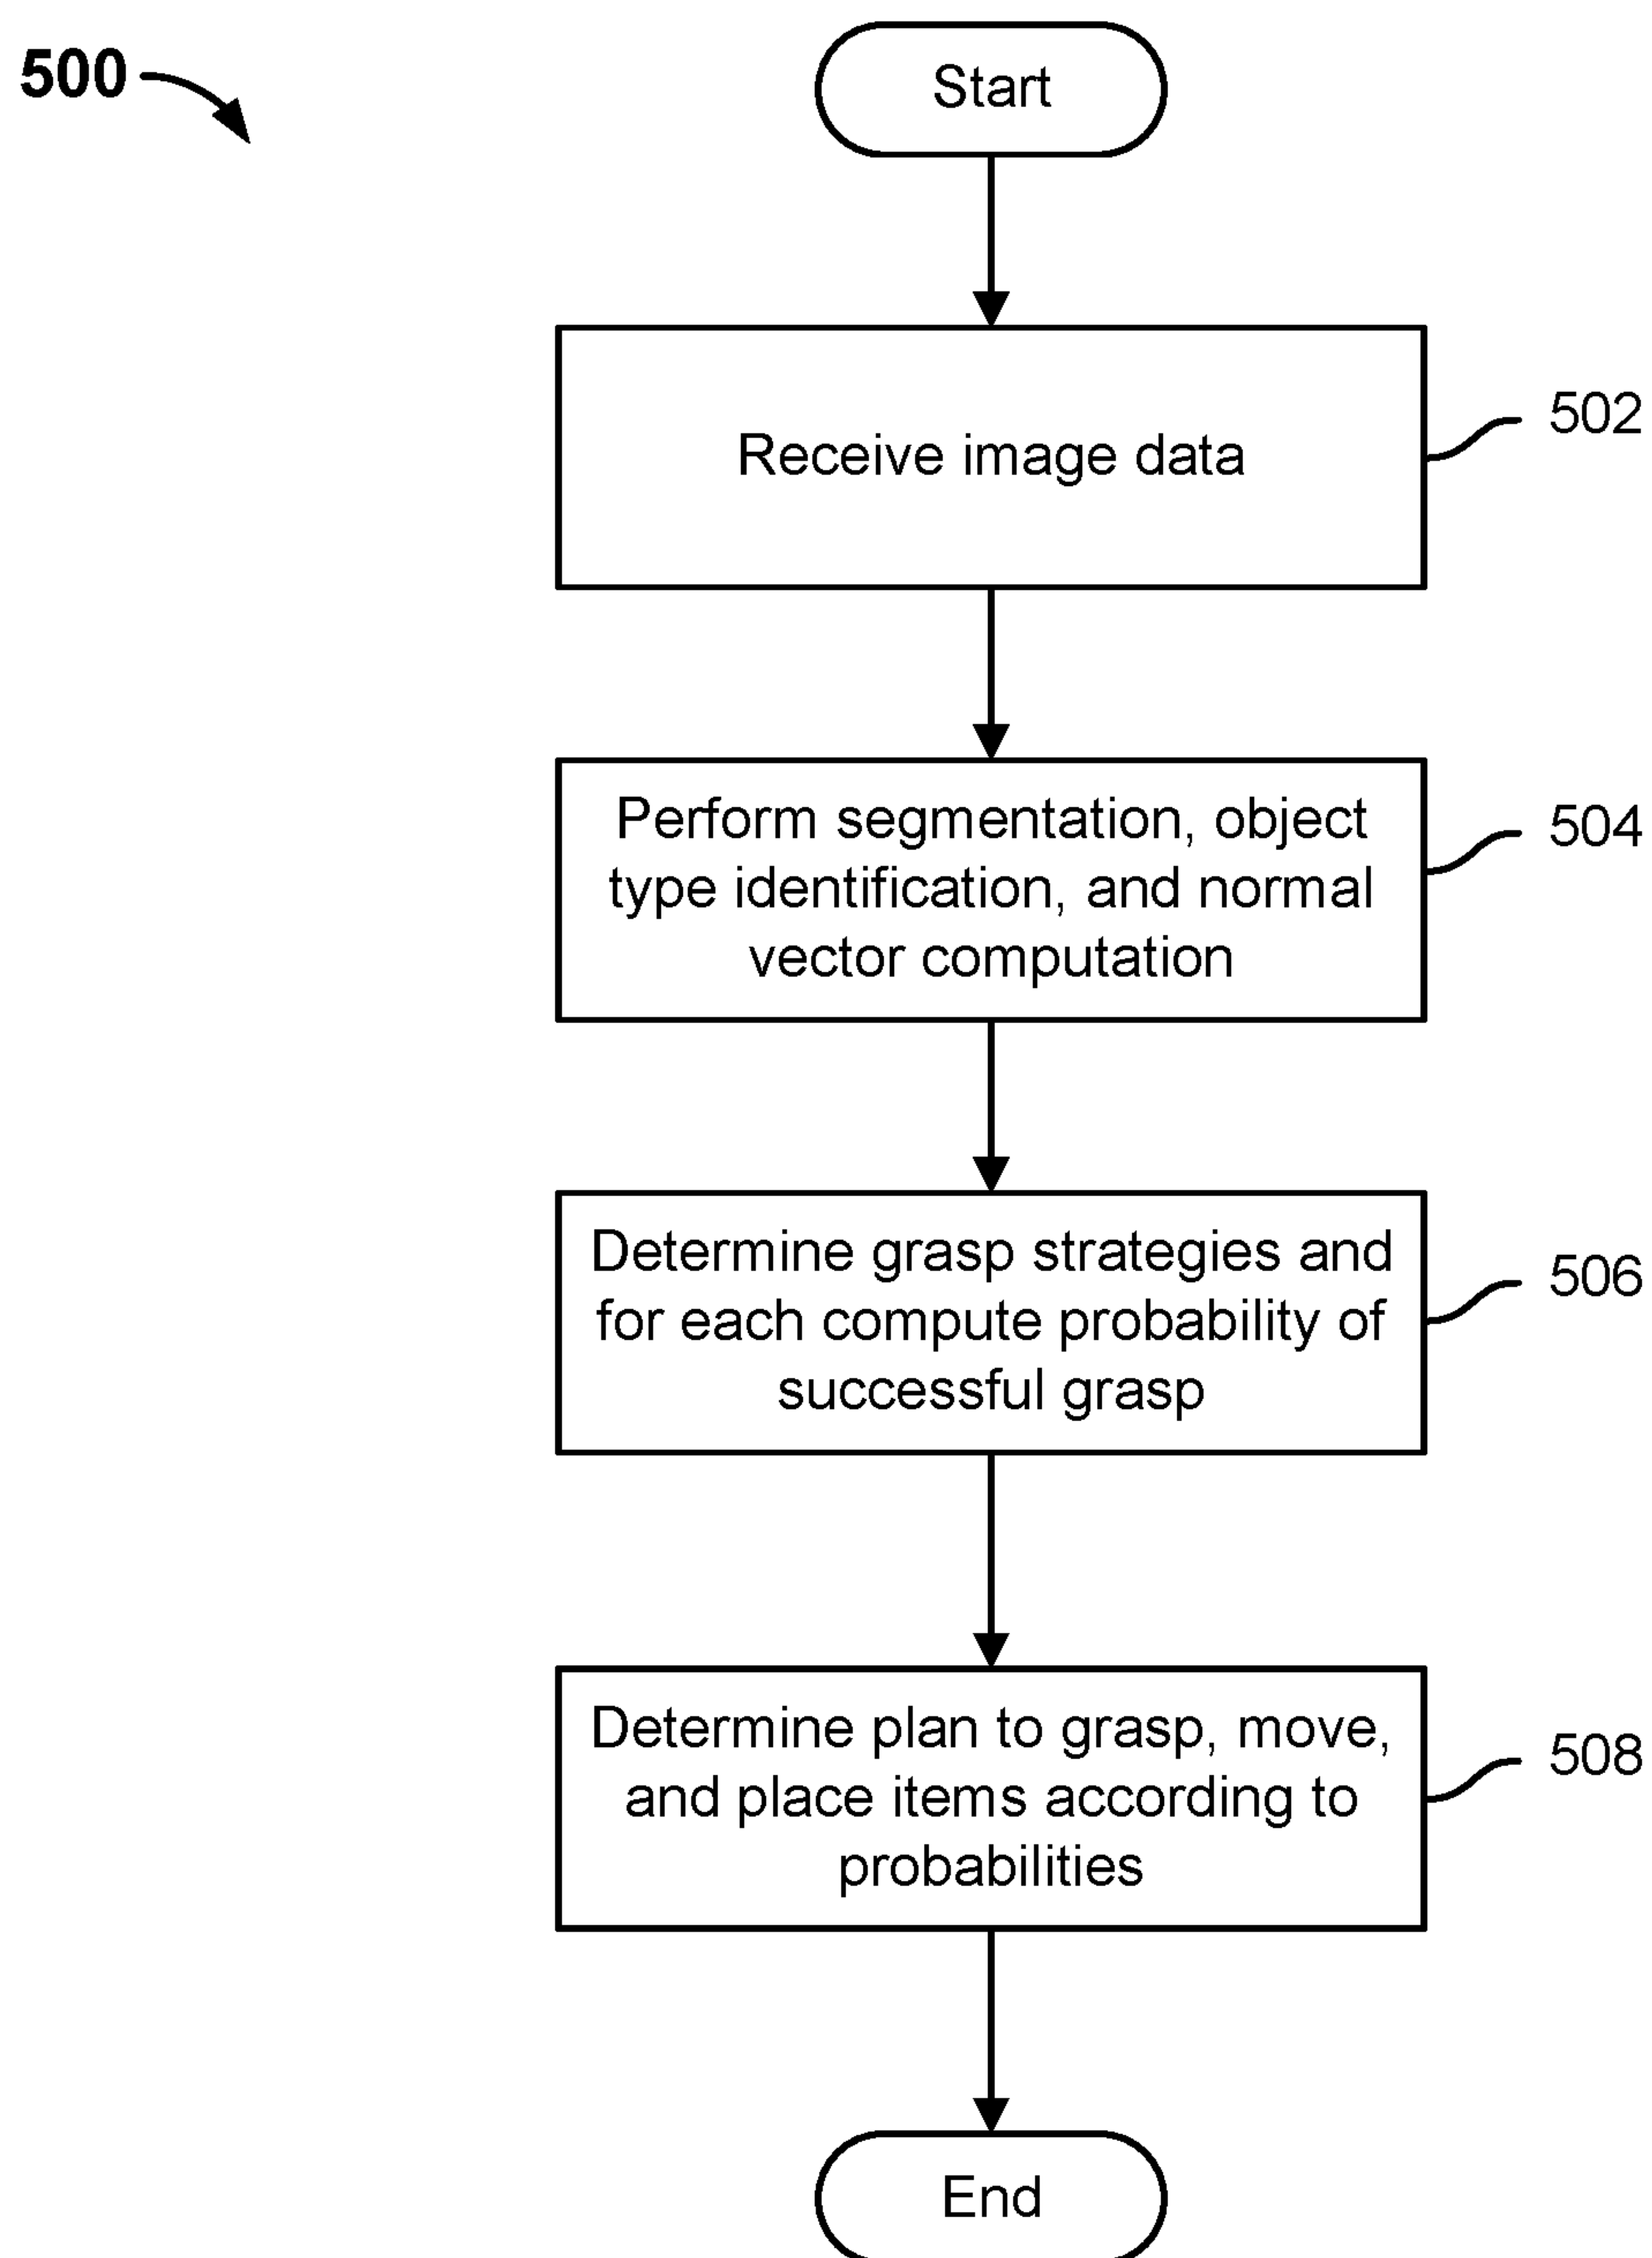 500
Start
Receive image data
502
Perform segmentation, object
type identification, and normal
vector computation
504
Determine grasp strategies and
for each compute probability of
successful grasp
506
Determine plan to grasp, move,
and place items according to
probabilities
508
End